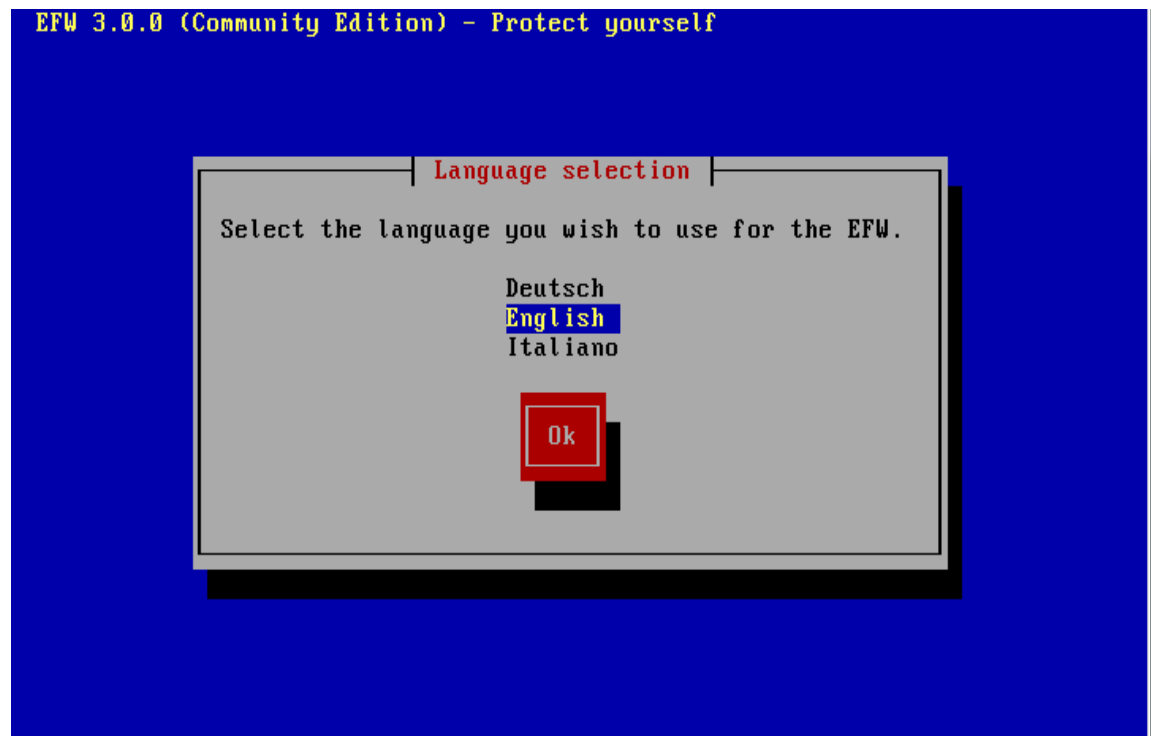 EFW 3.0.0 (Community Edition) - Protect yourself
Language selection
Select the language you wish to use for the EFW.
Deutsch
English
Italiano
Ok